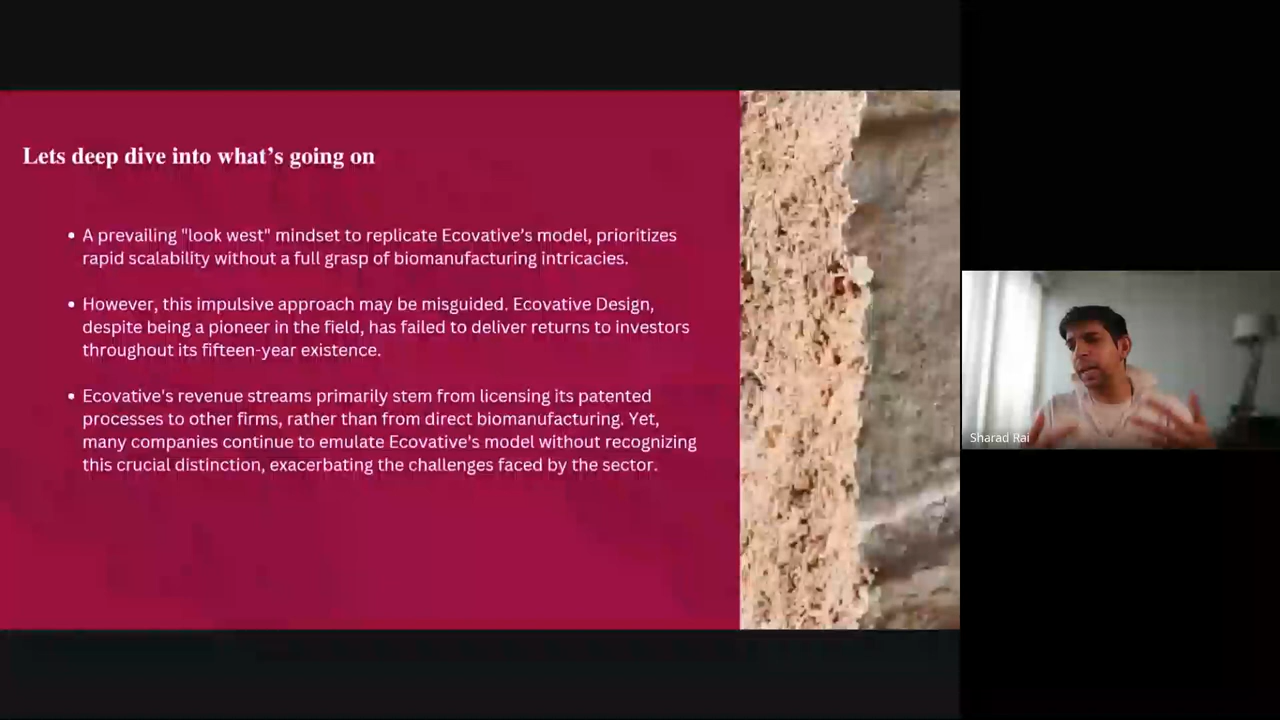 Lets deep dive into what’s going on
• A prevailing "look west" mindset to replicate Ecovative’s model, prioritizes
rapid scalability without a full grasp of biomanufacturing intricacies.
• However, this impulsive approach may be misguided. Ecovative Design,
despite being a pioneer in the field, has failed to deliver returns to investors
throughout its fifteen-year existence.
• Ecovative's revenue streams primarily stem from licensing its patented
processes to other firms, rather than from direct biomanufacturing. Yet,
many companies continue to emulate Ecovative's model without recognizing
this crucial distinction, exacerbating the challenges faced by the sector.
Sharad Rai